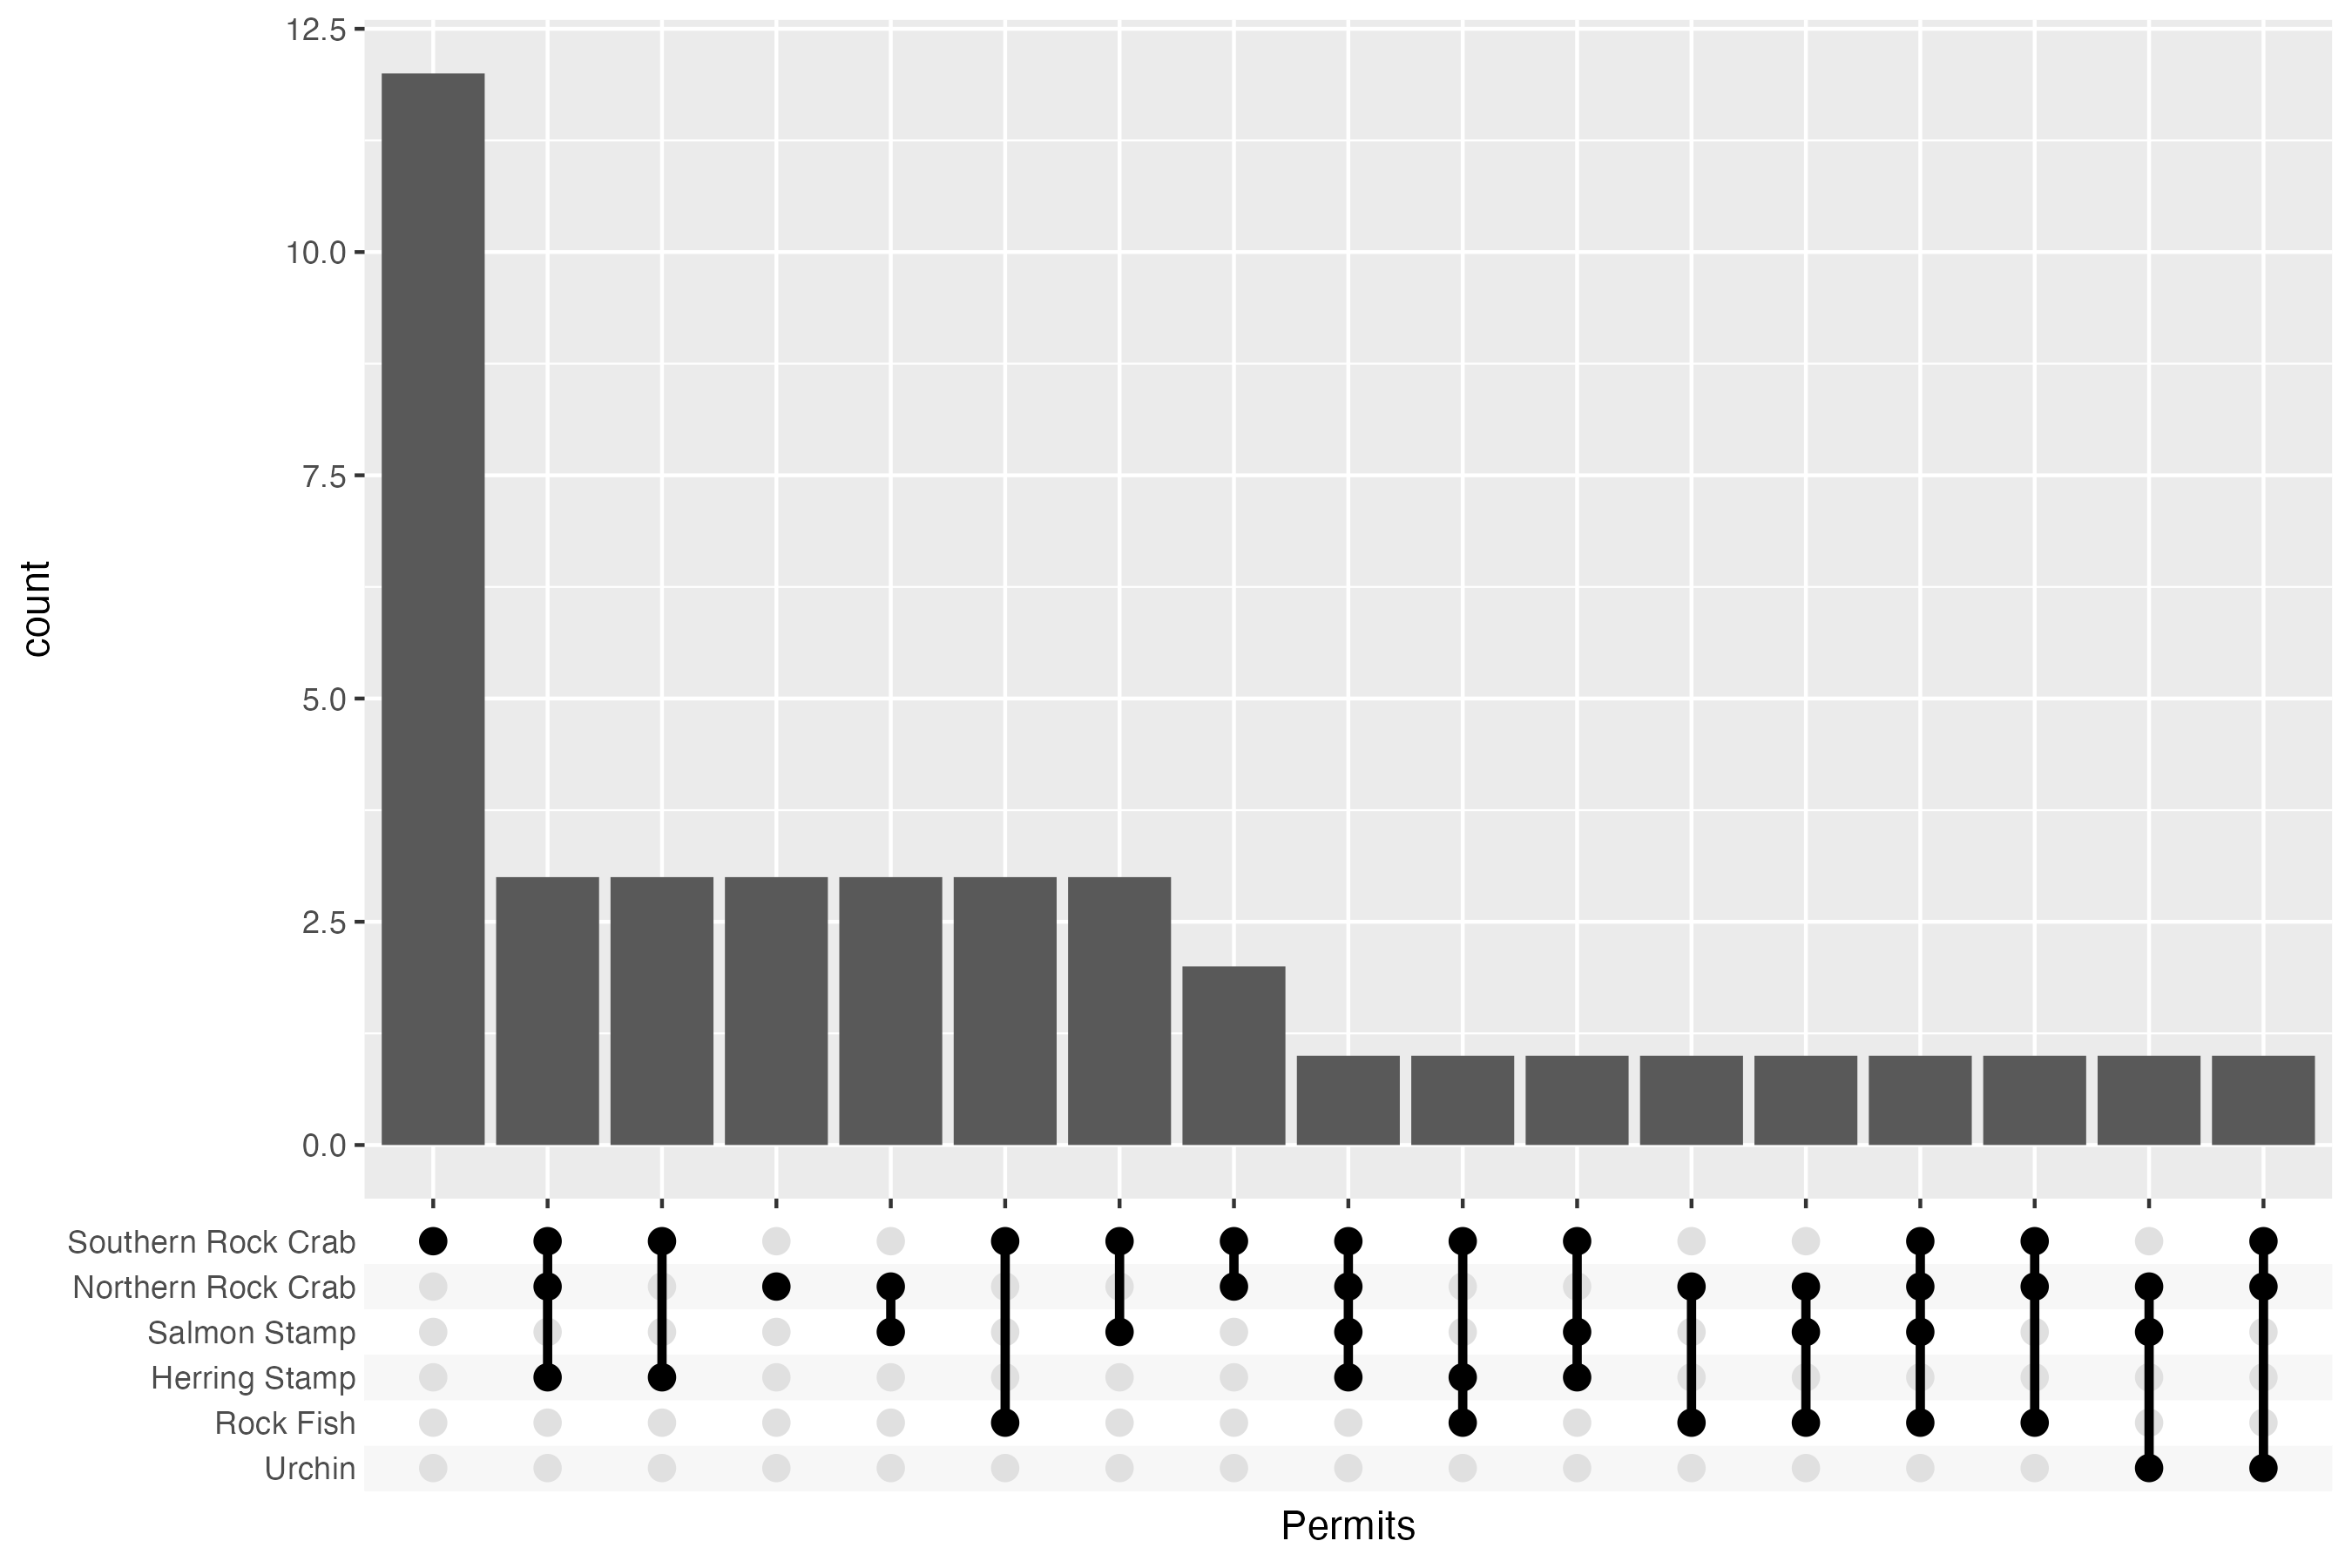 12.5
10.0
7.5
5.0
2.5
0.0
count
Southern Rock Crab
Northern Rock Crab
Salmon Stamp
Herring Stamp
Rock Fish
Urchin
Permits